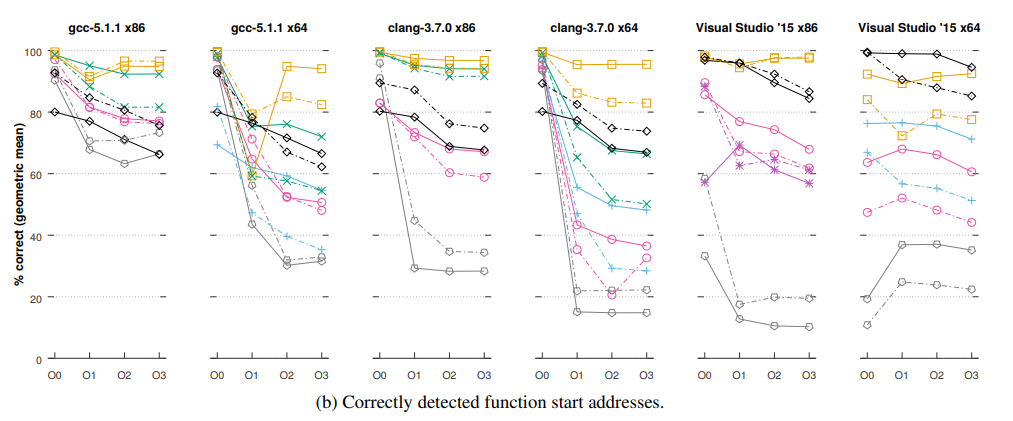 gcc-5.1.1 x86 gcc-5.1.1 x64 clang-3.7.0 x86 clang-3.7.0 x64 Visual Studio '15 x86 Visual Studio '15 x64
% correct (geometric mean)
100
80
60
40
20
0
O0 O1 O2 O3 O0 O1 O2 O3 O0 O1 O2 O3 O0 O1 O2 O3 O0 O1 O2 O3 O0 O1 O2 O3
(b) Correctly detected function start addresses.